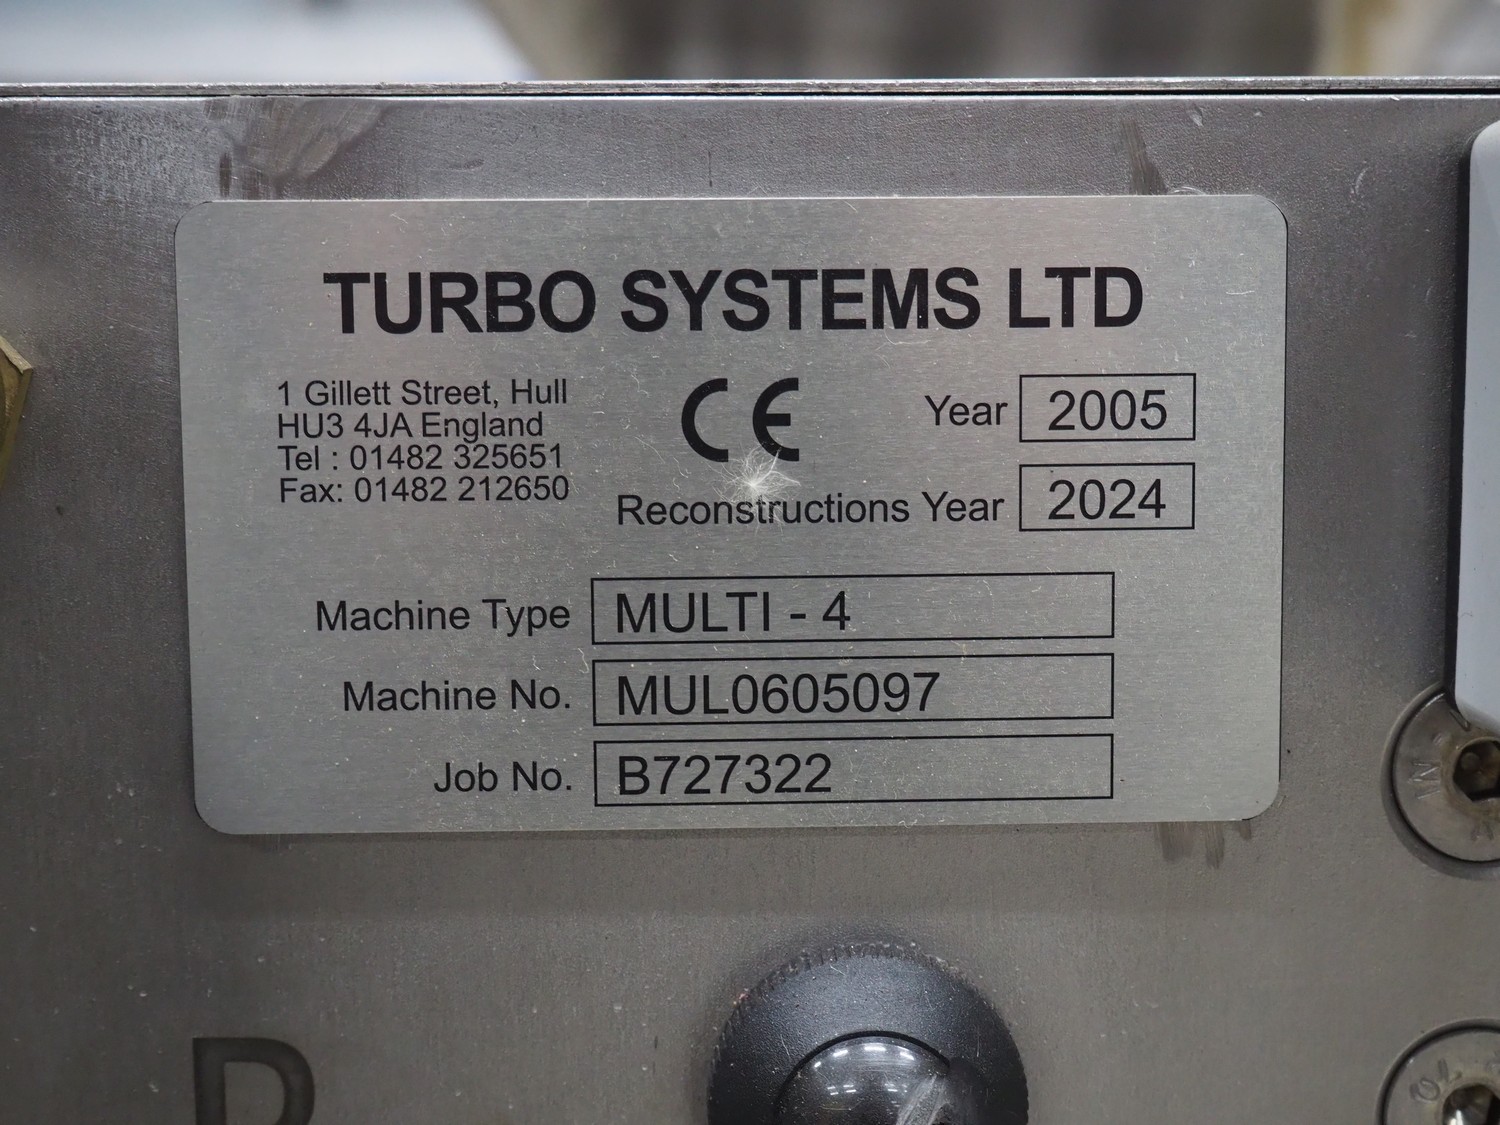 TURBO SYSTEMS LTD
1 Gillett Street, Hull
HU3 4JA England
Tel : 01482 325651
Fax: 01482 212650
CE
Year 2005
Reconstructions Year 2024
Machine Type MULTI - 4
Machine No. MUL0605097
Job No. B727322